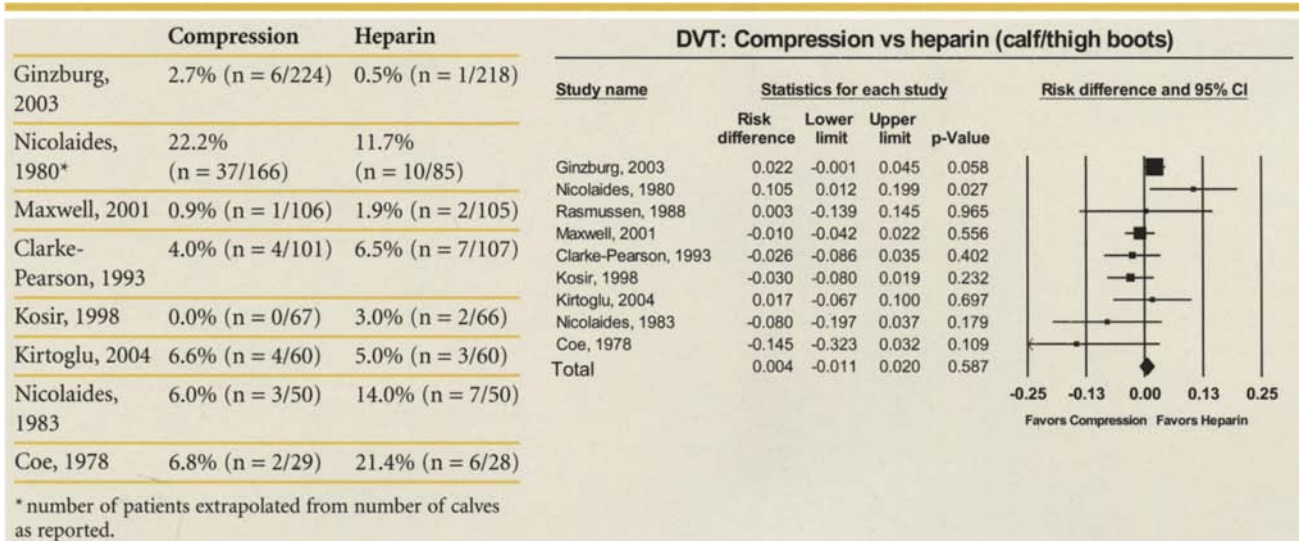 Compression Heparin
Ginzburg, 2.7% (n = 6/224) 0.5% (n = 1/218)
2003
Nicolaides, 22.2% 11.7%
1980* (n = 37/166) (n = 10/85)
Maxwell, 2001 0.9% (n = 1/106) 1.9% (n = 2/105)
Clarke- 4.0% (n = 4/101) 6.5% (n = 7/107)
Pearson, 1993
Kosir, 1998 0.0% (n = 0/67) 3.0% (n = 2/66)
Kirtoglu, 2004 6.6% (n = 4/60) 5.0% (n = 3/60)
Nicolaides, 6.0% (n = 3/50) 14.0% (n = 7/50)
1983
Coe, 1978 6.8% (n = 2/29) 21.4% (n = 6/28)
* number of patients extrapolated from number of calves
as reported.
DVT: Compression vs heparin (calf/thigh boots)
Study name Statistics for each study Risk difference and 95% CI
Risk Lower Upper
difference limit limit p-Value
Ginzburg, 2003 0.022 -0.001 0.045 0.058
Nicolaides, 1980 0.105 0.012 0.199 0.027
Rasmussen, 1988 0.003 -0.139 0.145 0.965
Maxwell, 2001 -0.010 -0.042 0.022 0.556
Clarke-Pearson, 1993 -0.026 -0.086 0.035 0.402
Kosir, 1998 -0.030 -0.080 0.019 0.232
Kirtoglu, 2004 0.017 -0.067 0.100 0.697
Nicolaides, 1983 -0.080 -0.197 0.037 0.179
Coe, 1978 -0.145 -0.323 0.032 0.109
Total 0.004 -0.011 0.020 0.587
-0.25 -0.13 0.00 0.13 0.25
Favors Compression Favors Heparin